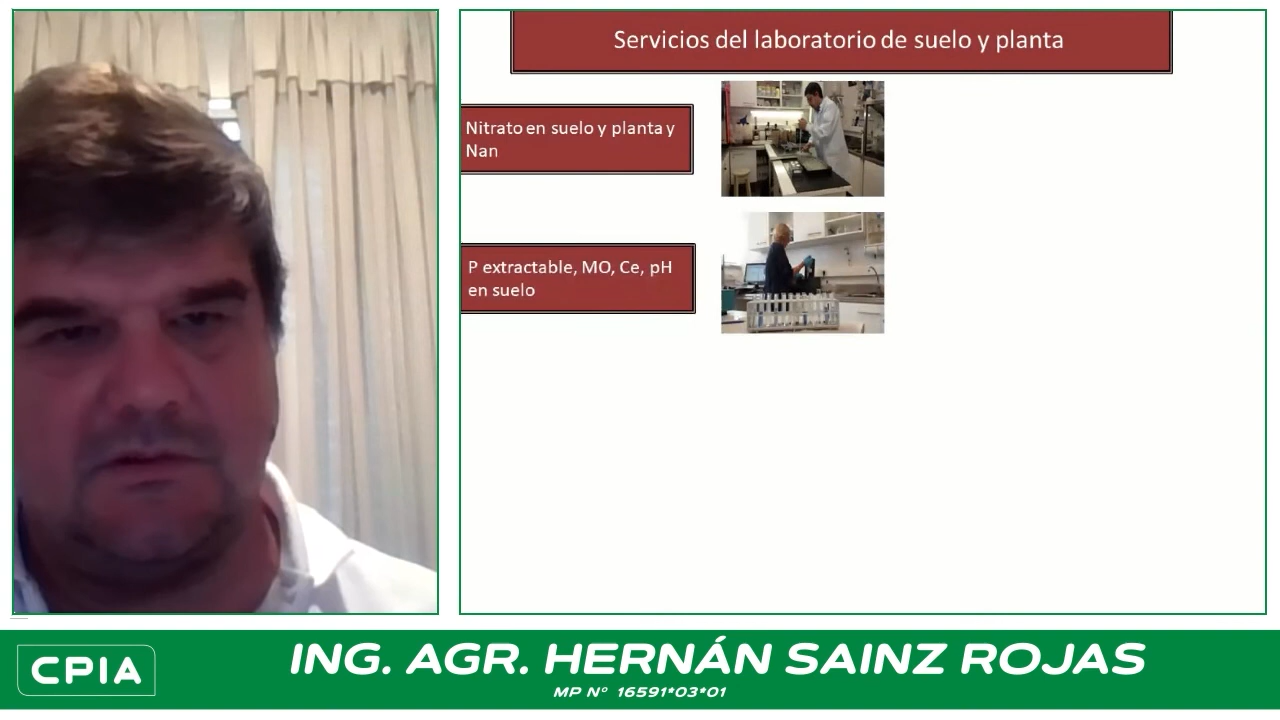 Servicios del laboratorio de suelo y planta
Nitrato en suelo y planta y
Nan
P extractable, MO, Ce, pH
en suelo
CPIA
ING. AGR. HERNÁN SAINZ ROJAS
MP Nº 16591*03*01